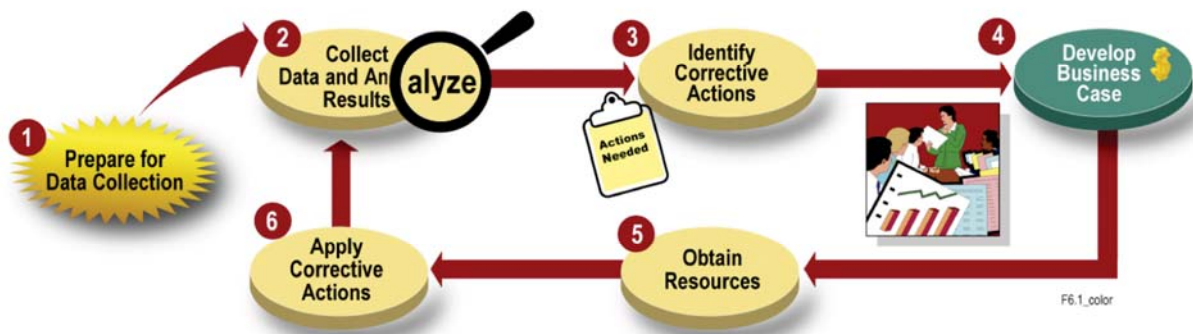 1
Prepare for
Data Collection
2
Collect
Data and An
alyze
Results
3
Identify
Corrective
Actions
Actions
Needed
4
Develop
Business
Case
$
5
Obtain
Resources
6
Apply
Corrective
Actions
F6.1_color